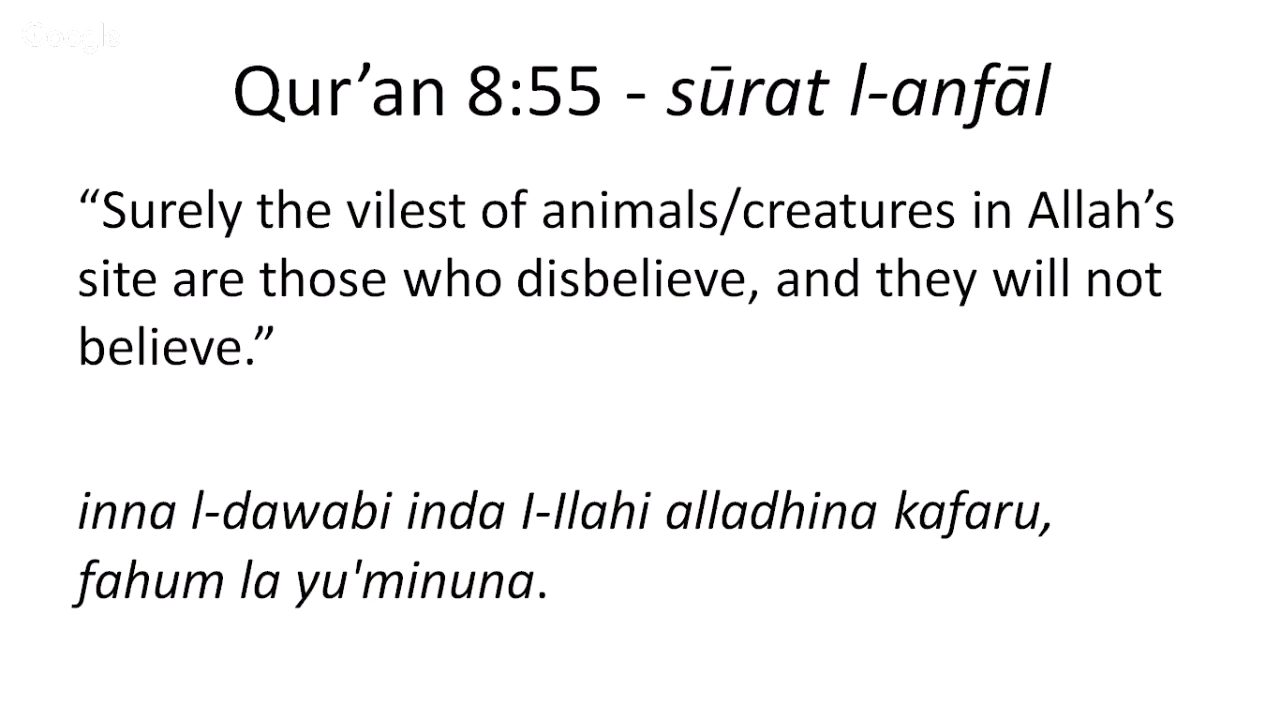 Google
Qur’an 8:55 - sūrat l-anfāl
“Surely the vilest of animals/creatures in Allah’s
site are those who disbelieve, and they will not
believe.”
inna l-dawabi inda I-Ilahi alladhina kafaru,
fahum la yu'minuna.